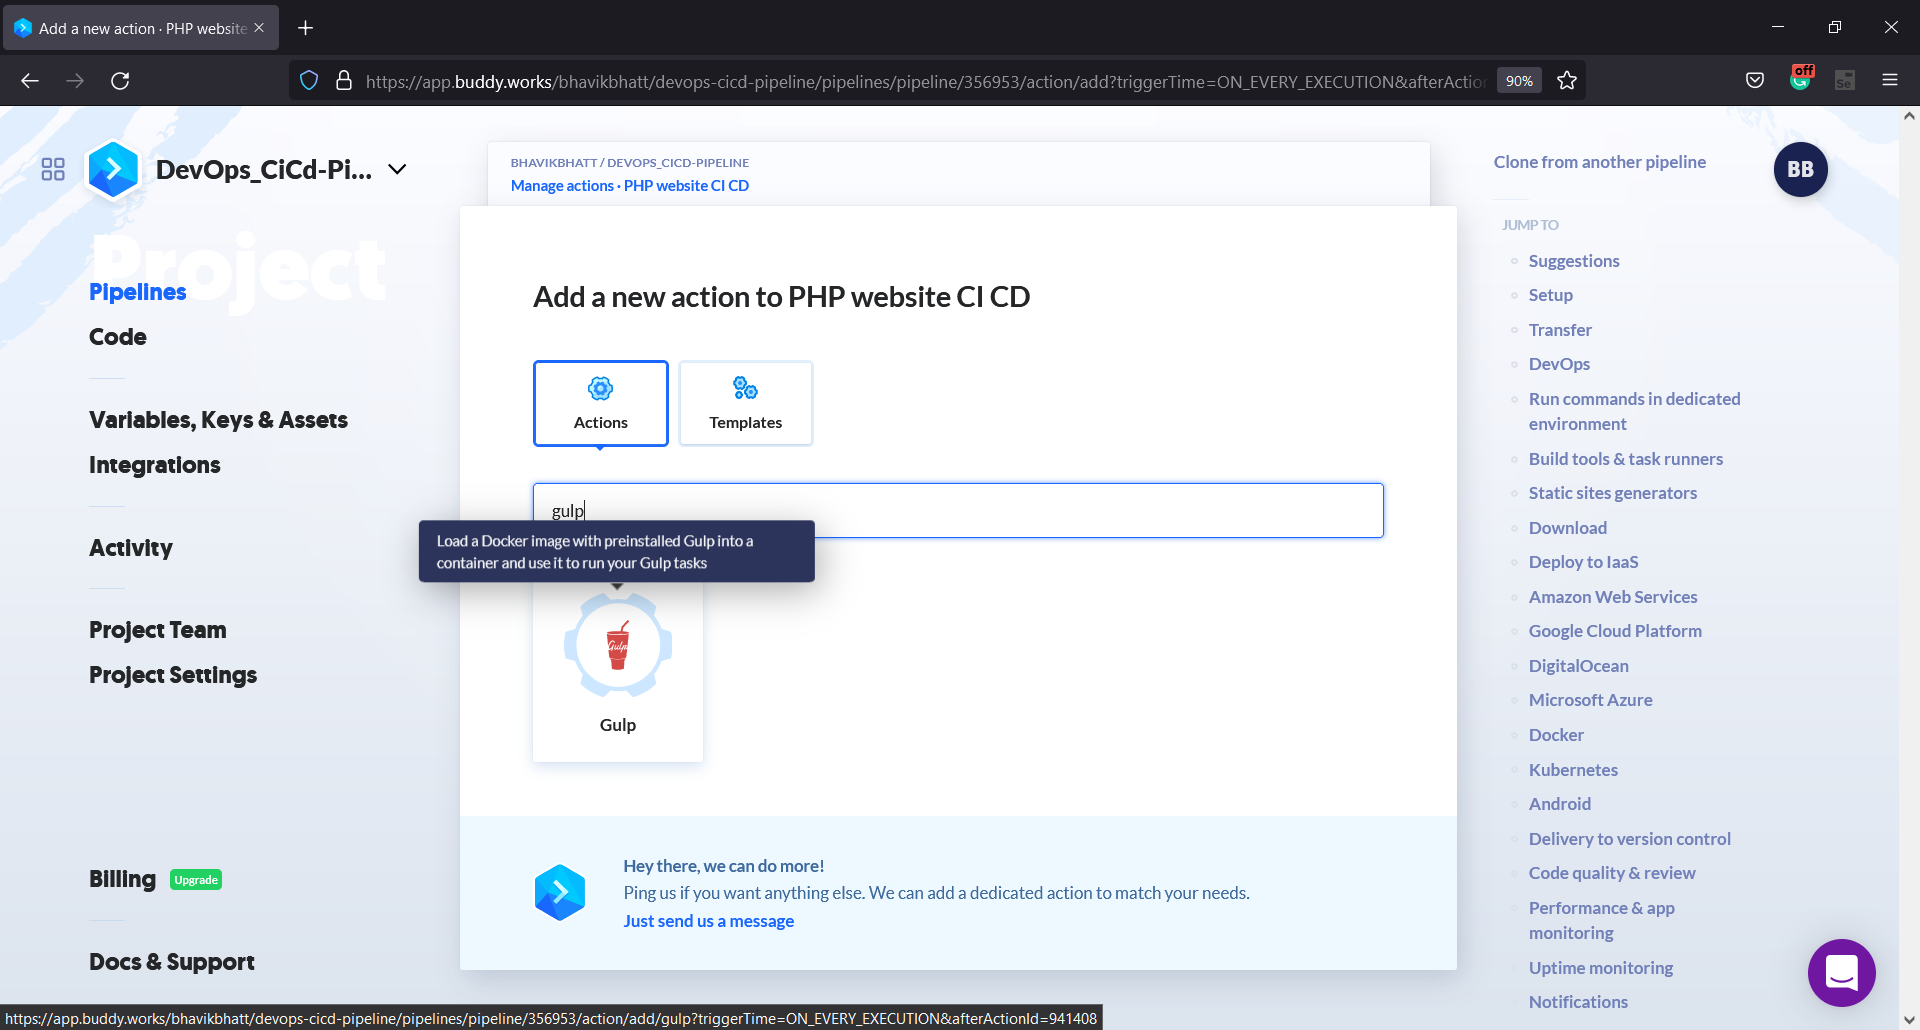 Add a new action · PHP website
https://app.buddy.works/bhavikbhatt/devops-cicd-pipeline/pipelines/pipeline/356953/action/add?triggerTime=ON_EVERY_EXECUTION&afterActio
90%
off
Se
DevOps_CiCd-Pi...
Project
Pipelines
Code
Variables, Keys & Assets
Integrations
Activity
Project Team
Project Settings
Billing Upgrade
Docs & Support
BHAVIKBHATT / DEVOPS_CICD-PIPELINE
Manage actions · PHP website CI CD
Add a new action to PHP website CI CD
Actions
Templates
gulp
Load a Docker image with preinstalled Gulp into a
container and use it to run your Gulp tasks
Gulp
Gulp
Hey there, we can do more!
Ping us if you want anything else. We can add a dedicated action to match your needs.
Just send us a message
Clone from another pipeline
BB
JUMP TO
Suggestions
Setup
Transfer
DevOps
Run commands in dedicated
environment
Build tools & task runners
Static sites generators
Download
Deploy to IaaS
Amazon Web Services
Google Cloud Platform
DigitalOcean
Microsoft Azure
Docker
Kubernetes
Android
Delivery to version control
Code quality & review
Performance & app
monitoring
Uptime monitoring
Notifications
https://app.buddy.works/bhavikbhatt/devops-cicd-pipeline/pipelines/pipeline/356953/action/add/gulp?triggerTime=ON_EVERY_EXECUTION&afterActionId=941408